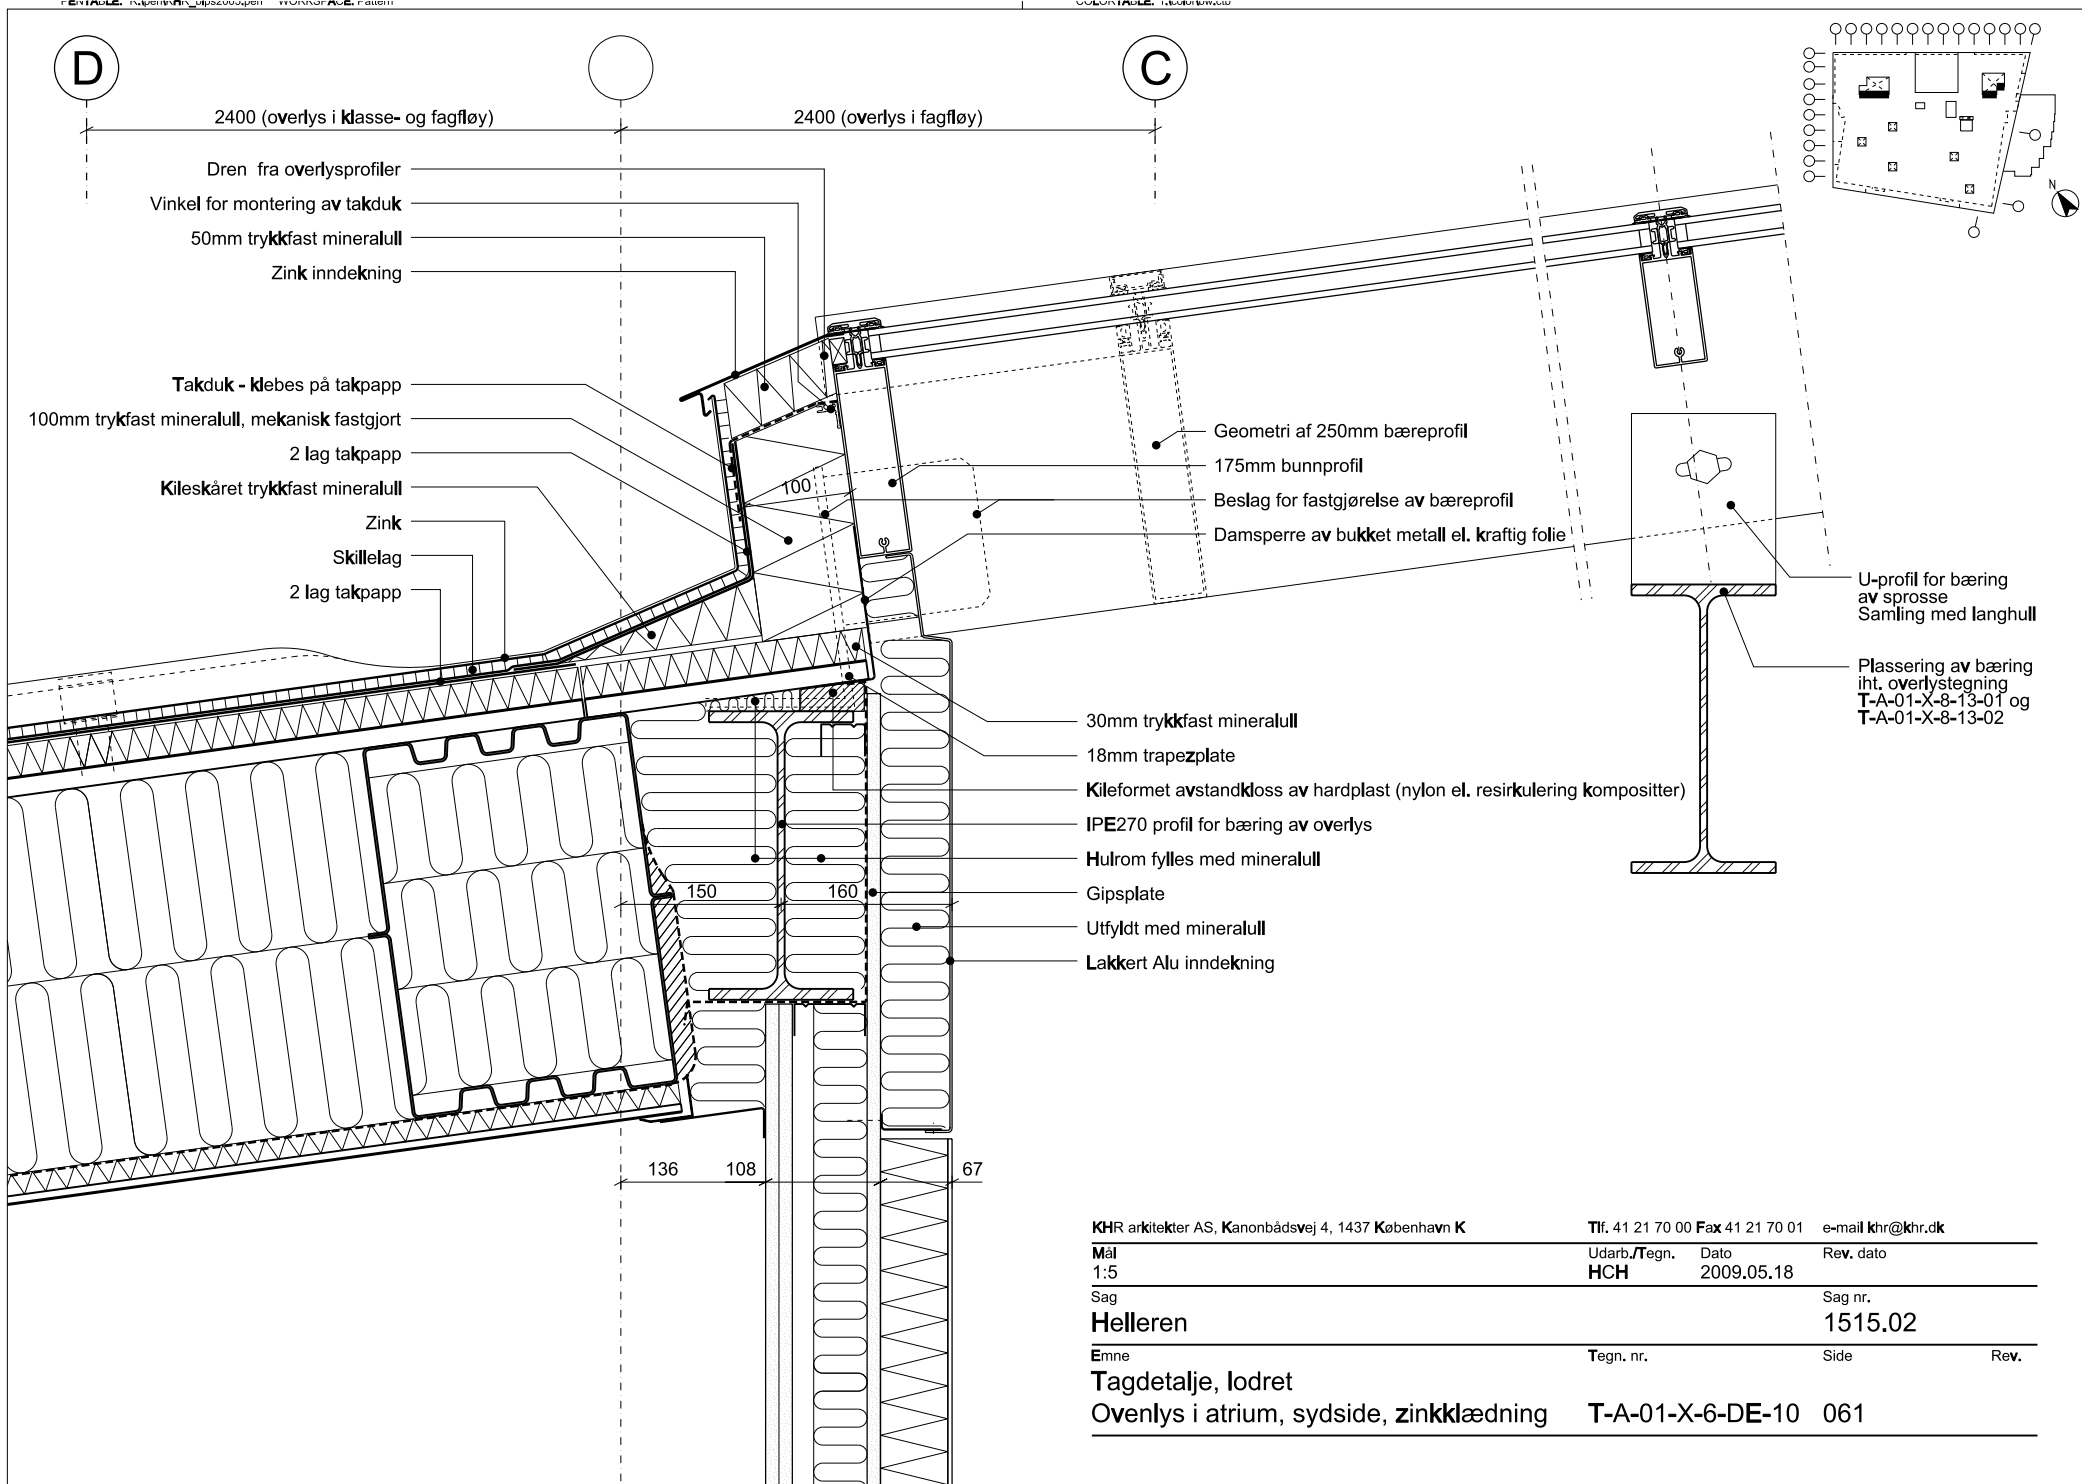 D
C
2400 (overlys i klasse- og fagfløy)
2400 (overlys i fagfløy)
N
Dren fra overlysprofiler
Vinkel for montering av takduk
50mm trykkfast mineralull
Zink inndekning
Takduk - klebes på takpapp
100mm trykfast mineralull, mekanisk fastgjort
2 lag takpapp
Kileskåret trykkfast mineralull
Zink
Skillelag
2 lag takpapp
100
Geometri af 250mm bæreprofil
175mm bunnprofil
Beslag for fastgjørelse av bæreprofil
Damsperre av bukket metall el. kraftig folie
U-profil for bæring
av sprosse
Samling med langhull
Plassering av bæring
iht. overlystegning
T-A-01-X-8-13-01 og
T-A-01-X-8-13-02
30mm trykkfast mineralull
18mm trapezplate
Kileformet avstandkloss av hardplast (nylon el. resirkulering kompositter)
IPE270 profil for bæring av overlys
Hulrom fylles med mineralull
Gipsplate
Utfyldt med mineralull
Lakkert Alu inndekning
150
160
136
108
67
KHR arkitekter AS, Kanonbådsvej 4, 1437 København K Tlf. 41 21 70 00 Fax 41 21 70 01 e-mail khr@khr.dk
Mål Udarb./Tegn. Dato Rev. dato
1:5 HCH 2009.05.18
Sag Sag nr.
Helleren 1515.02
Emne Tegn. nr. Side Rev.
Tagdetalje, lodret
Ovenlys i atrium, sydside, zinkklædning T-A-01-X-6-DE-10 061